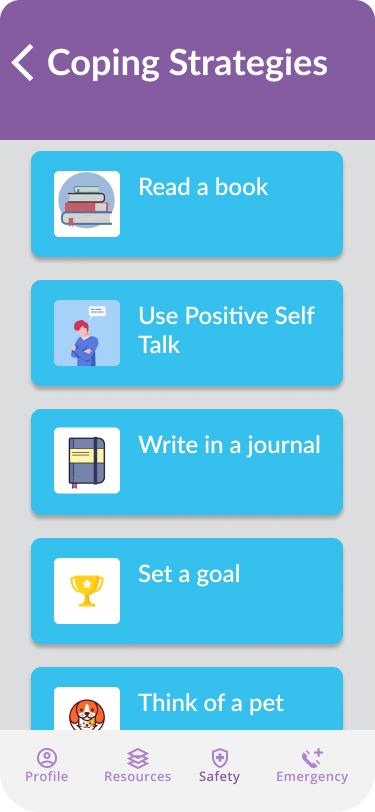 Coping Strategies
Read a book
Use Positive Self
Talk
Write in a journal
Set a goal
Think of a pet
Profile
Resources
Safety
Emergency